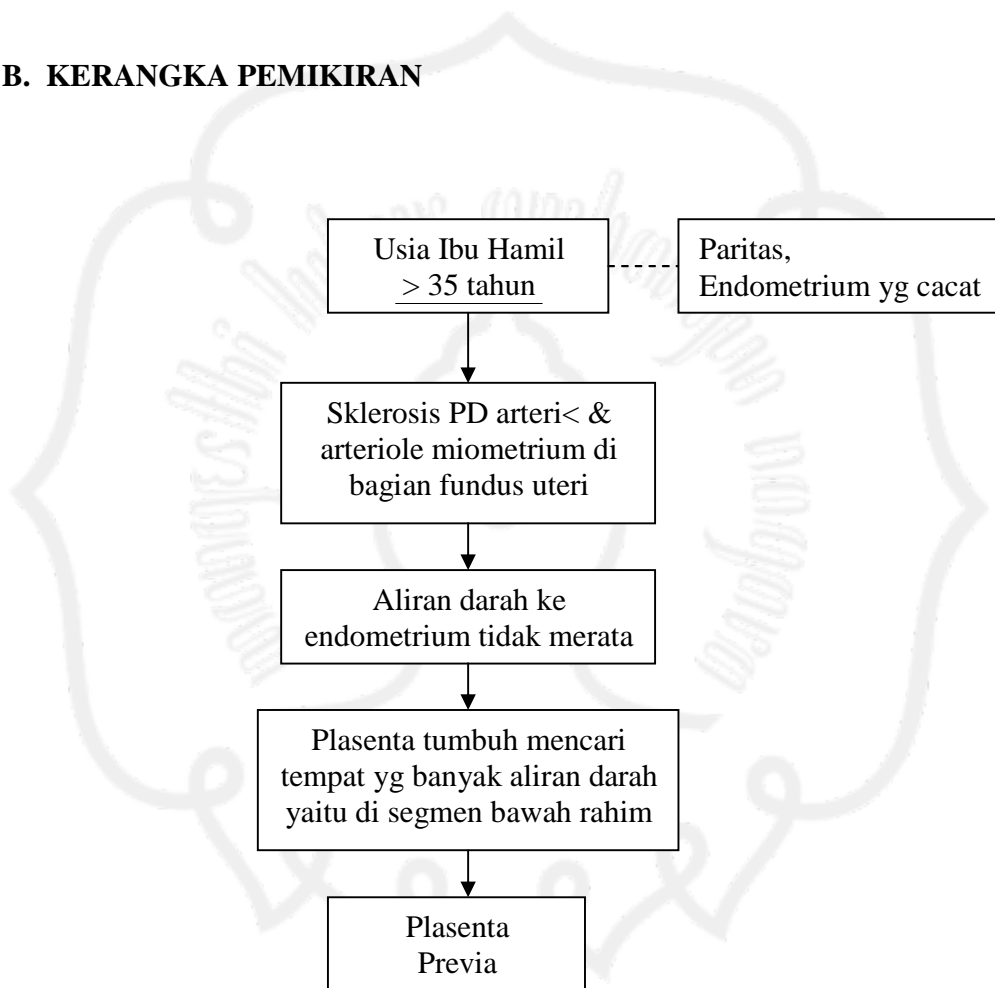 B. KERANGKA PEMIKIRAN
Usia Ibu Hamil
> 35 tahun
Paritas,
Endometrium yg cacat
Sklerosis PD arteri< &
arteriole miometrium di
bagian fundus uteri
Aliran darah ke
endometrium tidak merata
Plasenta tumbuh mencari
tempat yg banyak aliran darah
yaitu di segmen bawah rahim
Plasenta
Previa